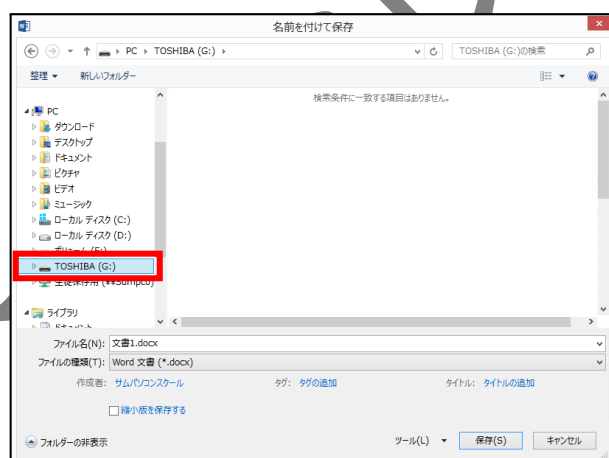 名前を付けて保存
PC ▸ TOSHIBA (G:) ▸
TOSHIBA (G:)の検索
整理 新しいフォルダー
検索条件に一致する項目はありません。
PC
ダウンロード
デスクトップ
ドキュメント
ピクチャ
ビデオ
ミュージック
ローカル ディスク (C:)
ローカル ディスク (D:)
TOSHIBA (G:)
ライブラリ
ファイル名(N): 文書1.docx
ファイルの種類(T): Word 文書 (*.docx)
作成者: サムパソコンスクール タグ: タグの追加 タイトル: タイトルの追加
縮小版を保存する
フォルダーの非表示
ツール(L) 保存(S) キャンセル